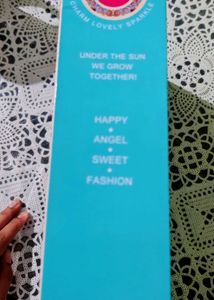 CHARM LOVELY SPARKLE
UNDER THE SUN
WE GROW
TOGETHER!
HAPPY
ANGEL
SWEET
FASHION